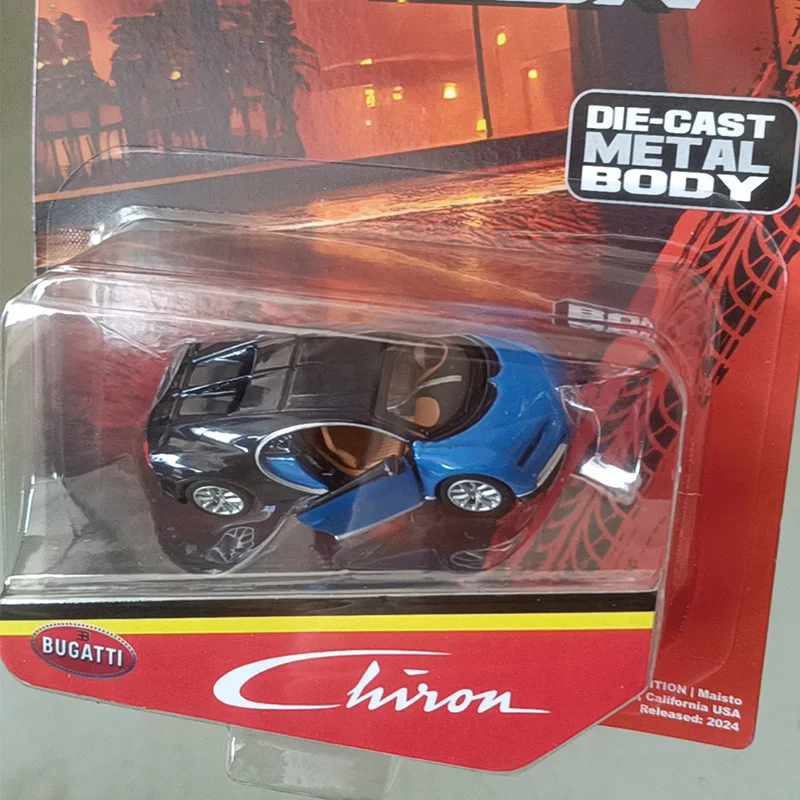 DIE-CAST
METAL
BODY
BUGATTI
Chiron
ITION | Maisto
California USA
Released: 2024